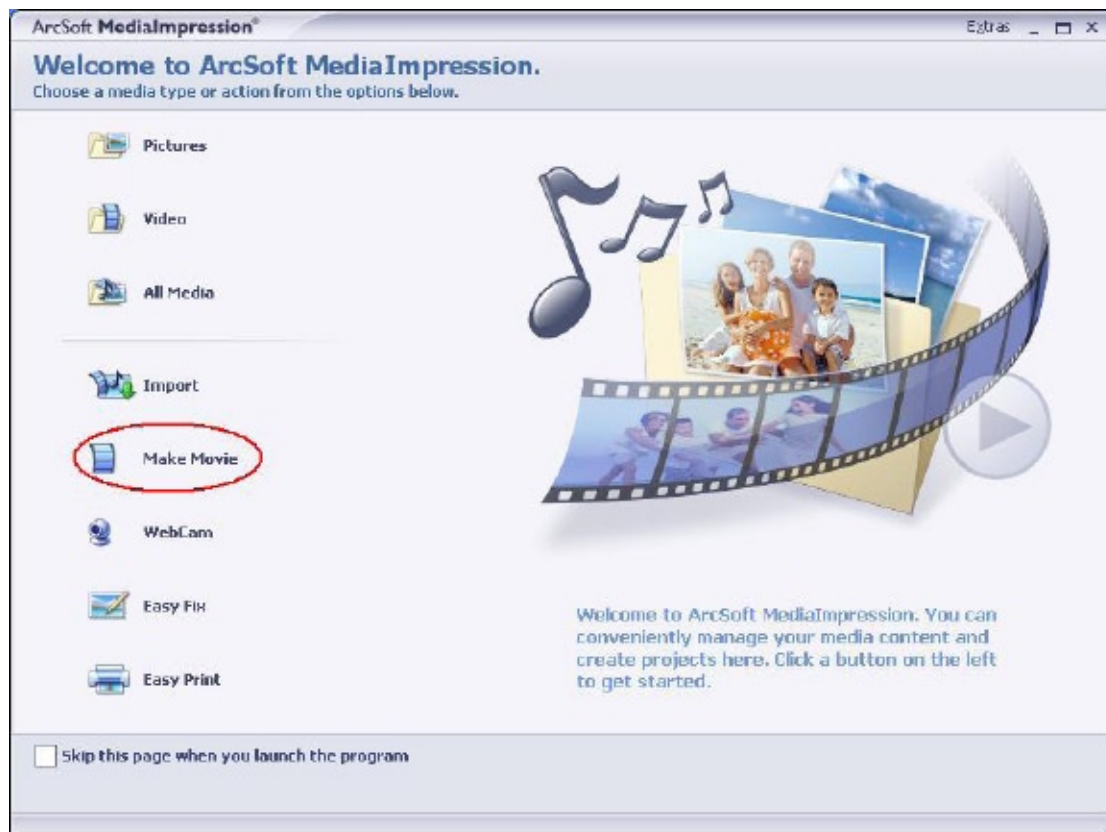 ArcSoft MediaImpression®
Extras
Welcome to ArcSoft MediaImpression.
Choose a media type or action from the options below.
Pictures
Video
All Media
Import
Make Movie
WebCam
Easy Fix
Easy Print
Welcome to ArcSoft MediaImpression. You can
conveniently manage your media content and
create projects here. Click a button on the left
to get started.
Skip this page when you launch the program